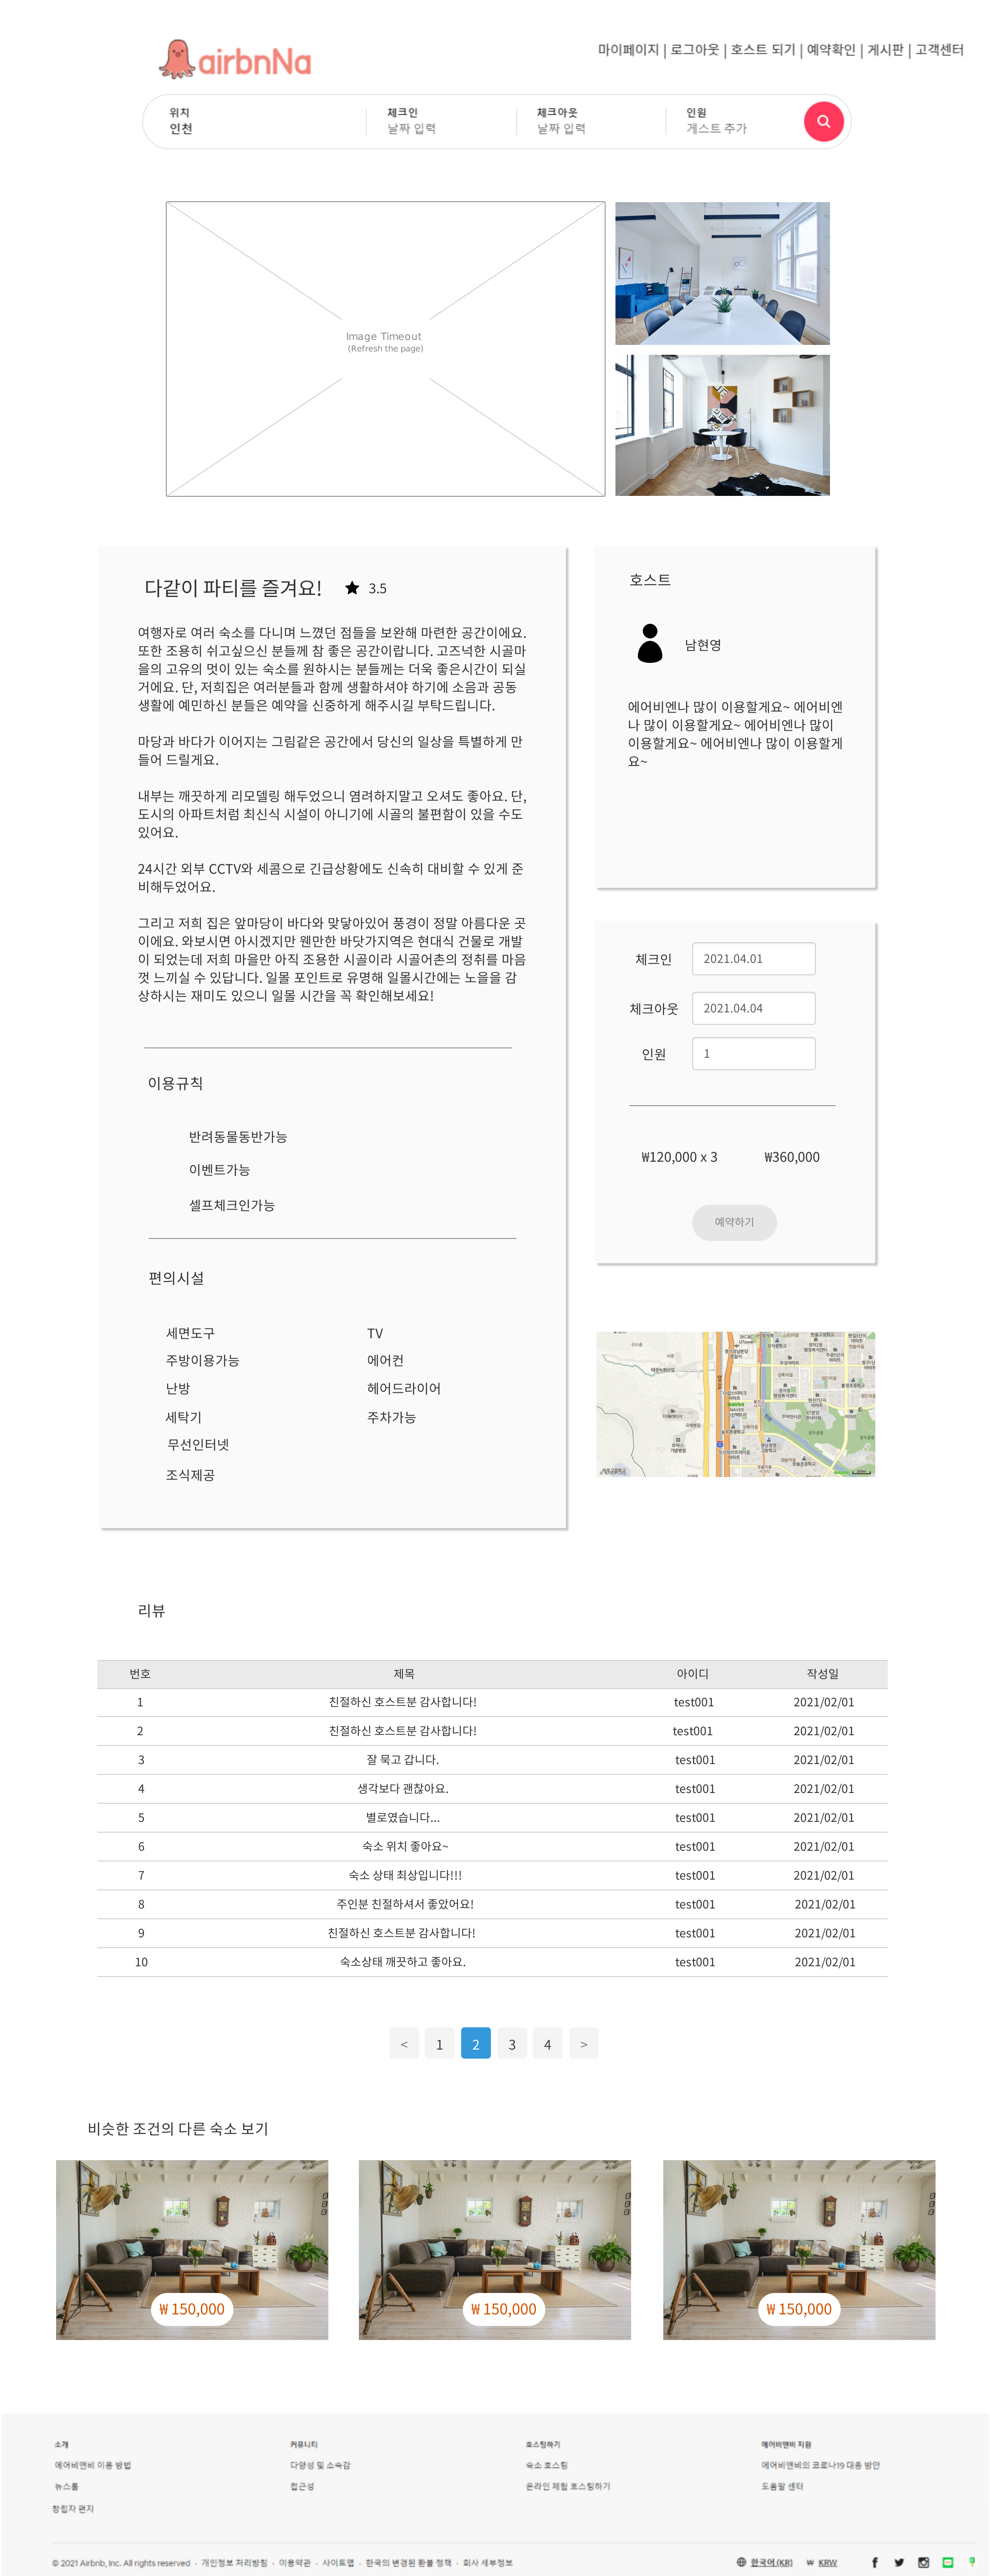 airbnNa
마이페이지 | 로그아웃 | 호스트 되기 | 예약확인 | 게시판 | 고객센터
위치 체크인 체크아웃 인원
인천 날짜 입력 날짜 입력 게스트 추가
Image Timeout
(Refresh the page)
다같이 파티를 즐겨요! 3.5
여행자로 여러 숙소를 다니며 느꼈던 점들을 보완해 마련한 공간이에요.
또한 조용히 쉬고싶으신 분들께 참 좋은 공간이랍니다. 고즈넉한 시골마
을의 고유의 멋이 있는 숙소를 원하시는 분들께는 더욱 좋은시간이 되실
거에요. 단, 저희집은 여러분들과 함께 생활하셔야 하기에 소음과 공동
생활에 예민하신 분들은 예약을 신중하게 해주시길 부탁드립니다.
마당과 바다가 이어지는 그림같은 공간에서 당신의 일상을 특별하게 만
들어 드릴게요.
내부는 깨끗하게 리모델링 해두었으니 염려하지말고 오셔도 좋아요. 단,
도시의 아파트처럼 최신식 시설이 아니기에 시골의 불편함이 있을 수도
있어요.
24시간 외부 CCTV와 세콤으로 긴급상황에도 신속히 대비할 수 있게 준
비해두었어요.
그리고 저희 집은 앞마당이 바다와 맞닿아있어 풍경이 정말 아름다운 곳
이에요. 와보시면 아시겠지만 웬만한 바닷가지역은 현대식 건물로 개발
이 되었는데 저희 마을만 아직 조용한 시골이라 시골어촌의 정취를 마음
껏 느끼실 수 있답니다. 일몰 포인트로 유명해 일몰시간에는 노을을 감
상하시는 재미도 있으니 일몰 시간을 꼭 확인해보세요!
이용규칙
반려동물동반가능
이벤트가능
셀프체크인가능
편의시설
세면도구 TV
주방이용가능 에어컨
난방 헤어드라이어
세탁기 주차가능
무선인터넷
조식제공
호스트
남현영
에어비엔나 많이 이용할게요~ 에어비엔
나 많이 이용할게요~ 에어비엔나 많이
이용할게요~ 에어비엔나 많이 이용할게
요~
체크인 2021.04.01
체크아웃 2021.04.04
인원 1
₩120,000 x 3 ₩360,000
예약하기
리뷰
번호 제목 아이디 작성일
1 친절하신 호스트분 감사합니다! test001 2021/02/01
2 친절하신 호스트분 감사합니다! test001 2021/02/01
3 잘 묵고 갑니다. test001 2021/02/01
4 생각보다 괜찮아요. test001 2021/02/01
5 별로였습니다... test001 2021/02/01
6 숙소 위치 좋아요~ test001 2021/02/01
7 숙소 상태 최상입니다!!! test001 2021/02/01
8 주인분 친절하셔서 좋았어요! test001 2021/02/01
9 친절하신 호스트분 감사합니다! test001 2021/02/01
10 숙소상태 깨끗하고 좋아요. test001 2021/02/01
< 1 2 3 4 >
비슷한 조건의 다른 숙소 보기
₩ 150,000 ₩ 150,000 ₩ 150,000
소개 커뮤니티 호스팅하기 에어비앤비 지원
에어비앤비 이용 방법 다양성 및 소속감 숙소 호스팅 에어비앤비의 코로나19 대응 방안
뉴스룸 접근성 온라인 체험 호스팅하기 도움말 센터
창립자 편지
© 2021 Airbnb, Inc. All rights reserved · 개인정보 처리방침 · 이용약관 · 사이트맵 · 한국의 변경된 환불 정책 · 회사 세부정보 한국어 (KR) ₩ KRW